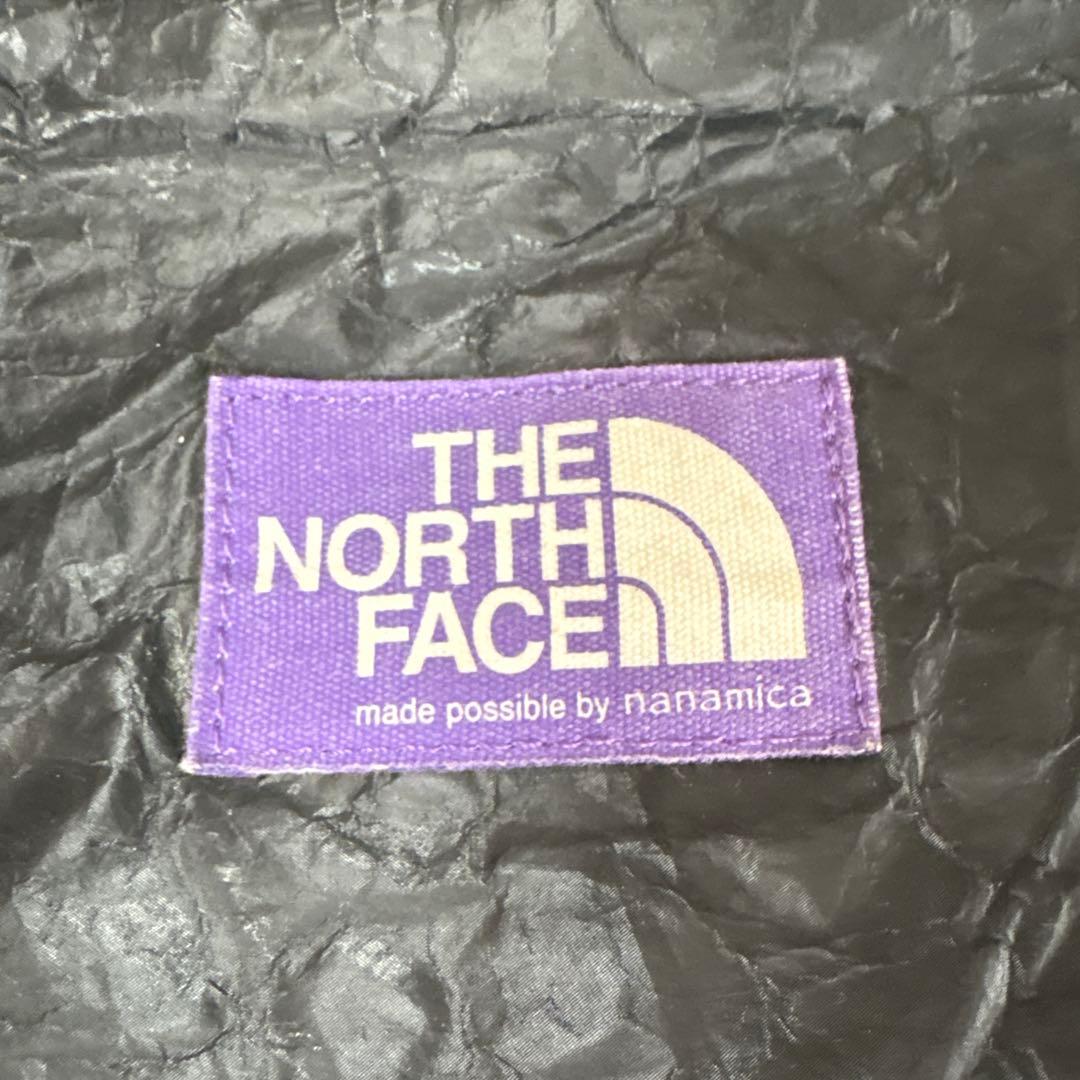 THE
NORTH
FACE
made possible by nanamica